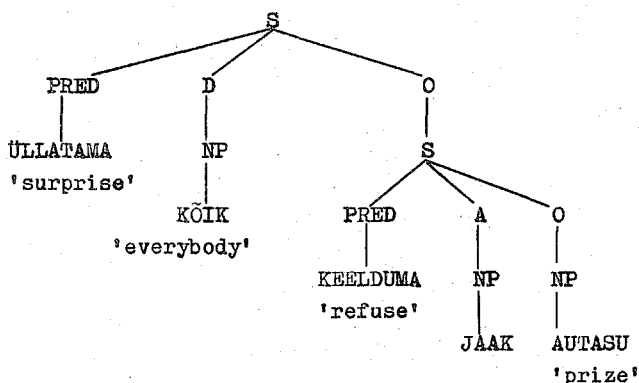 S
PRED D O
ÜLLATAMA NP S
'surprise'
KÕIK PRED A O
'everybody'
KEELDUMA NP NP
'refuse'
JAAK AUTASU
'prize'